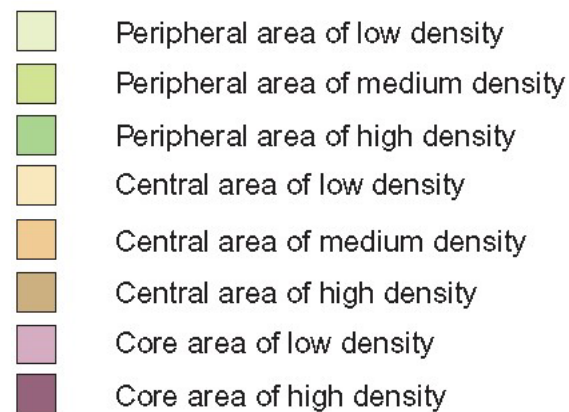 Peripheral area of low density
Peripheral area of medium density
Peripheral area of high density
Central area of low density
Central area of medium density
Central area of high density
Core area of low density
Core area of high density